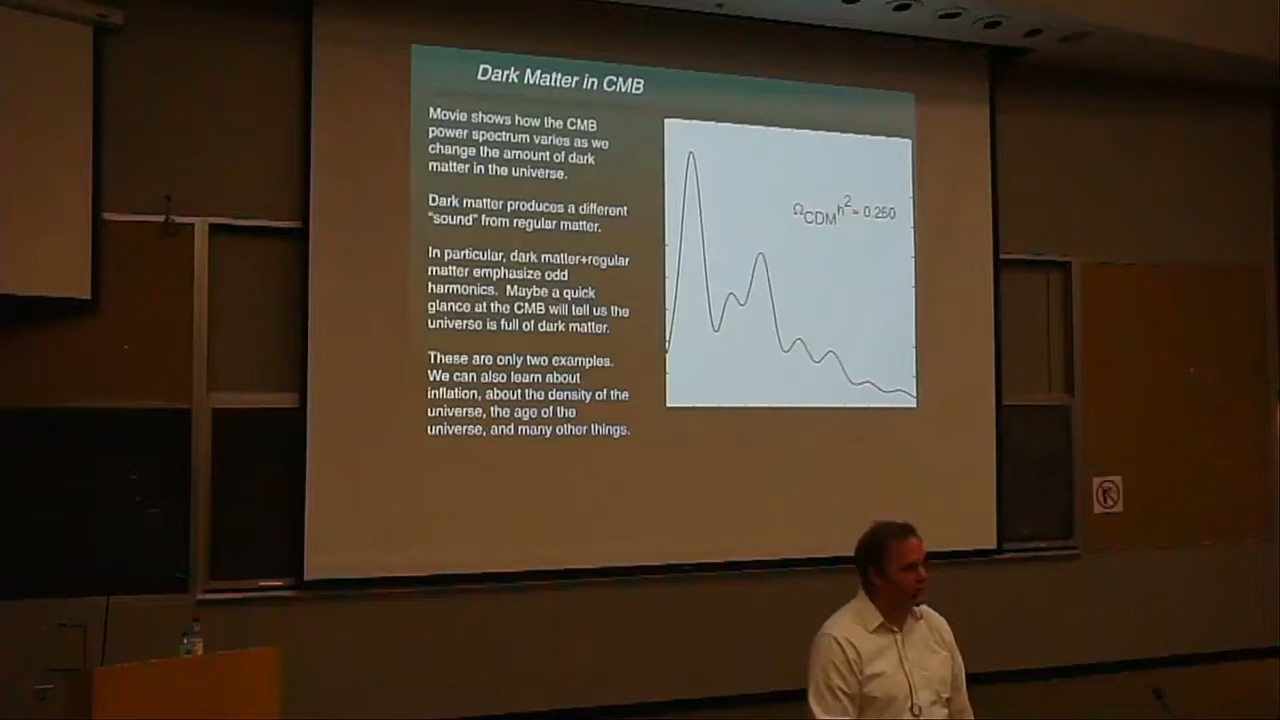 Dark Matter in CMB
Movie shows how the CMB
power spectrum varies as we
change the amount of dark
matter in the universe.
Dark matter produces a different
"sound" from regular matter.
In particular, dark matter+regular
matter emphasize odd
harmonics. Maybe a quick
glance at the CMB will tell us the
universe is full of dark matter.
These are only two examples.
We can also learn about
inflation, about the density of the
universe, the age of the
universe, and many other things.
Ω_CDM h² = 0.250